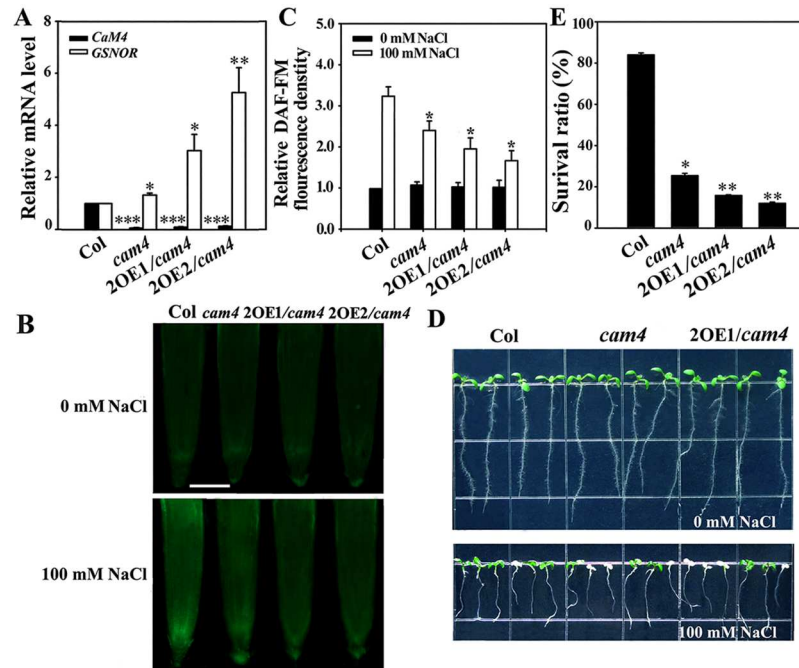 A
Relative mRNA level
8
6
4
2
0
CaM4
GSNOR
***
*
***
*
***
**
Col
cam4
2OE1/cam4
2OE2/cam4
C
Relative DAF-FM
flourescence denstity
5.0
4.0
3.0
2.0
1.0
0
0 mM NaCl
100 mM NaCl
*
*
*
Col
cam4
2OE1/cam4
2OE2/cam4
E
Surival ratio (%)
100
80
60
40
20
0
*
**
**
Col
cam4
2OE1/cam4
2OE2/cam4
B
Col cam4 2OE1/cam4 2OE2/cam4
0 mM NaCl
100 mM NaCl
D
Col cam4 2OE1/cam4
0 mM NaCl
100 mM NaCl